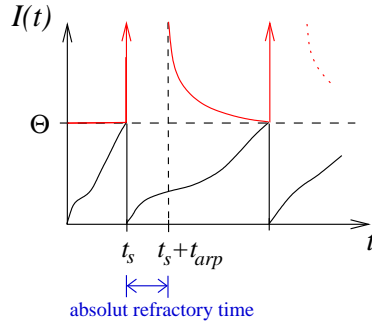 I(t)
Θ
t
t_s
t_s+t_arp
absolut refractory time